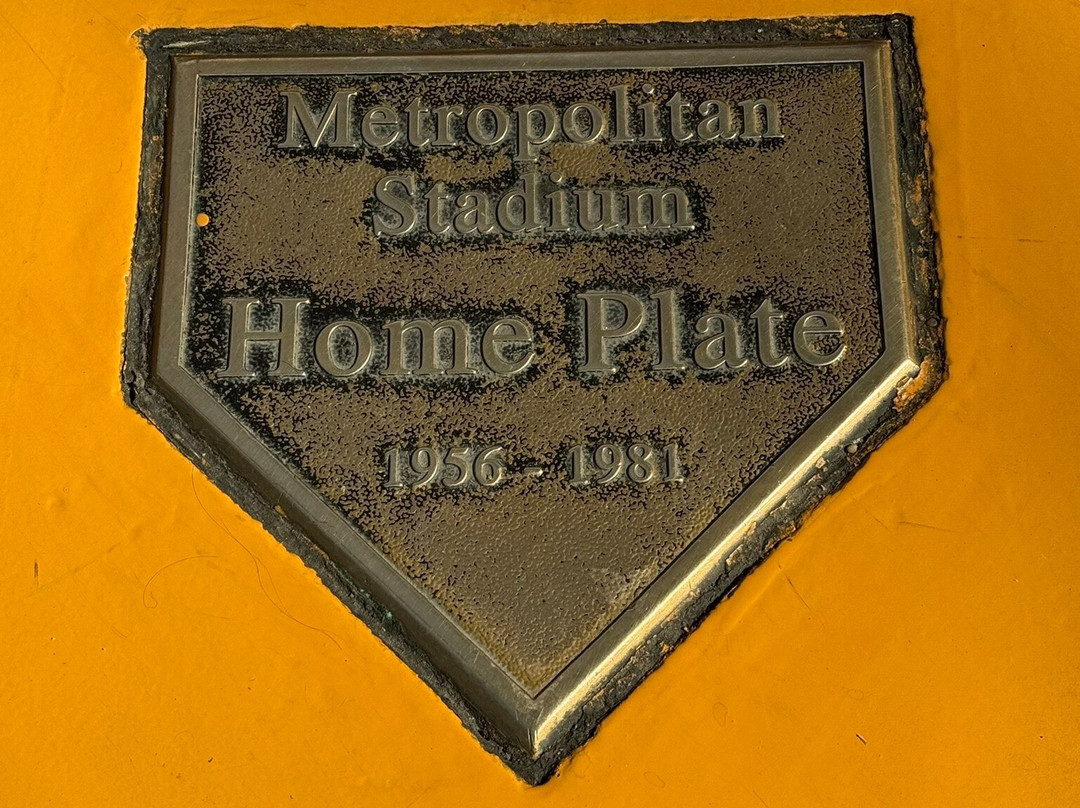 Metropolitan
Stadium
Home Plate
1956 - 1981